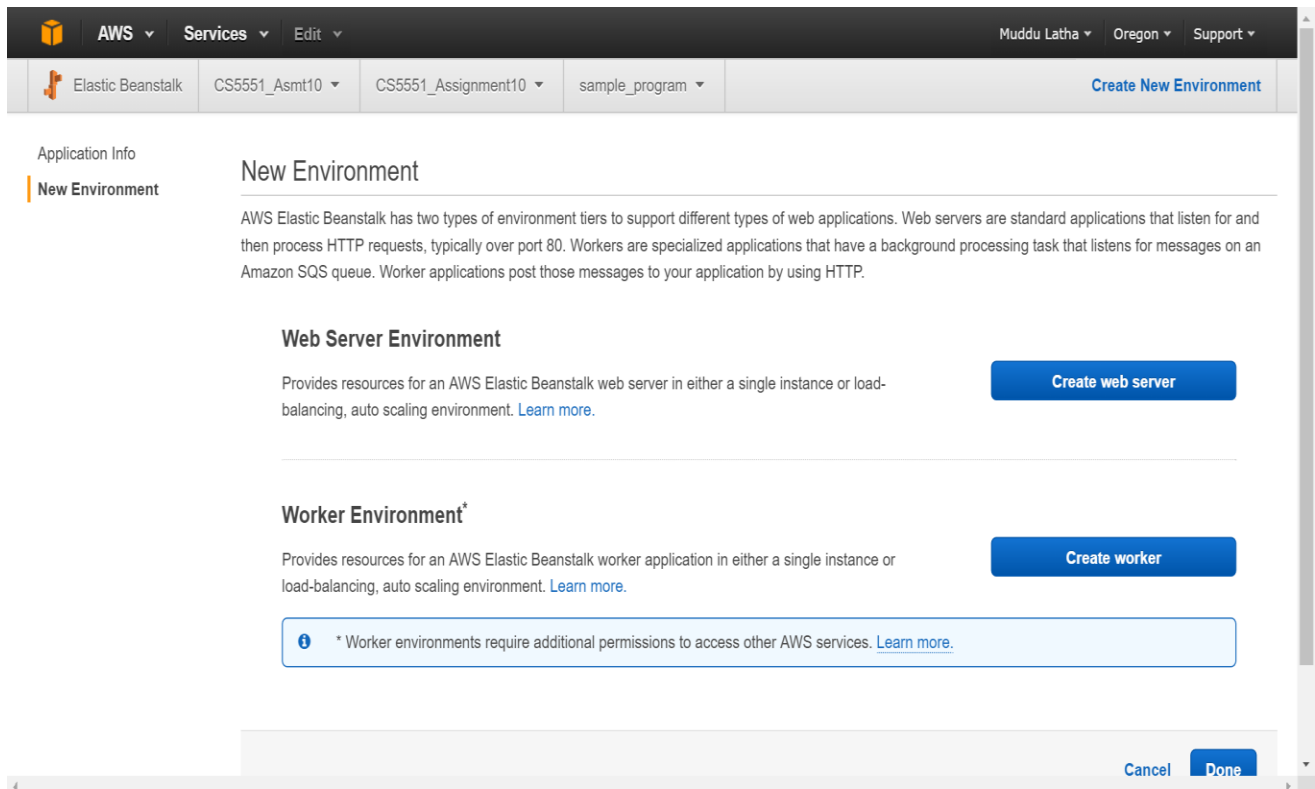 AWS Services Edit Muddu Latha Oregon Support
Elastic Beanstalk CS5551_Asmt10 CS5551_Assignment10 sample_program Create New Environment
Application Info
New Environment
New Environment
AWS Elastic Beanstalk has two types of environment tiers to support different types of web applications. Web servers are standard applications that listen for and
then process HTTP requests, typically over port 80. Workers are specialized applications that have a background processing task that listens for messages on an
Amazon SQS queue. Worker applications post those messages to your application by using HTTP.
Web Server Environment
Provides resources for an AWS Elastic Beanstalk web server in either a single instance or load-
balancing, auto scaling environment. Learn more.
Create web server
Worker Environment*
Provides resources for an AWS Elastic Beanstalk worker application in either a single instance or
load-balancing, auto scaling environment. Learn more.
Create worker
* Worker environments require additional permissions to access other AWS services. Learn more.
Cancel Done